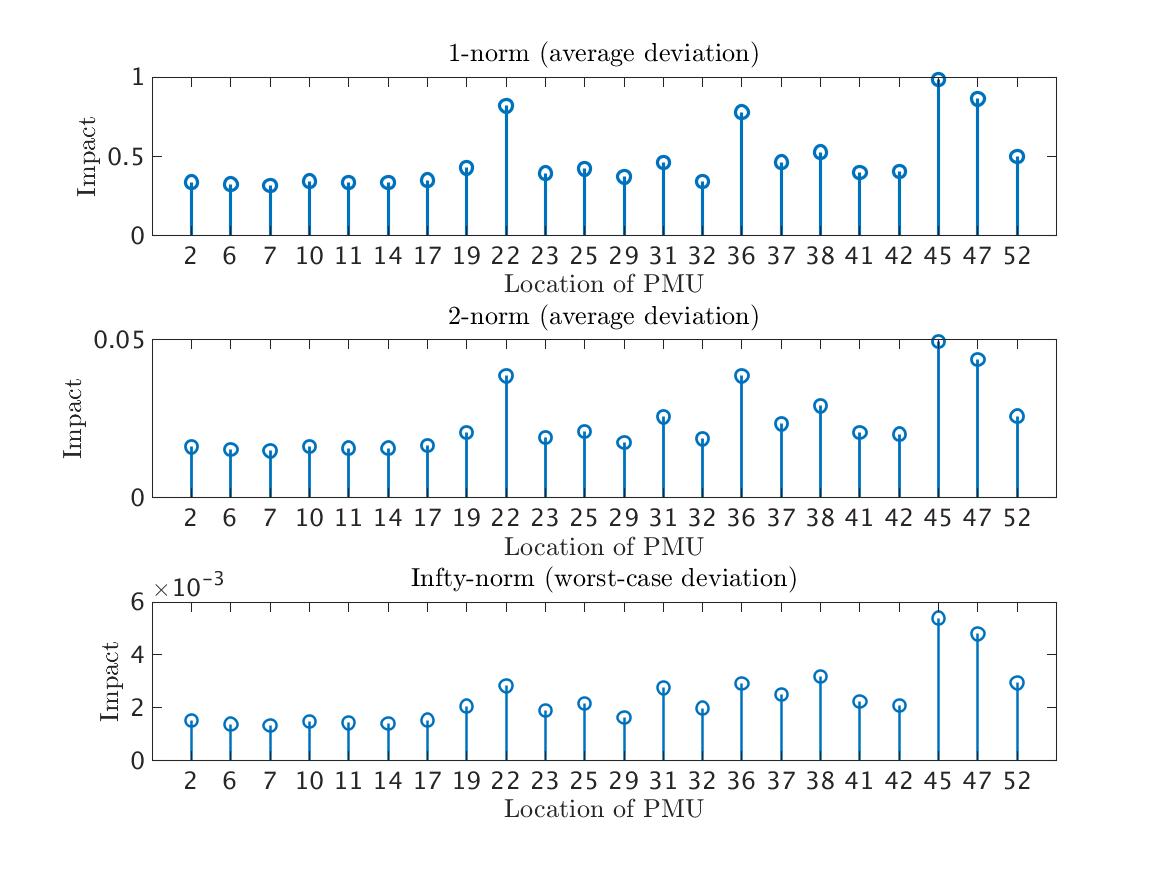 1-norm (average deviation)
1
0.5
0
Impact
2 6 7 10 11 14 17 19 22 23 25 29 31 32 36 37 38 41 42 45 47 52
Location of PMU
2-norm (average deviation)
0.05
0
Impact
2 6 7 10 11 14 17 19 22 23 25 29 31 32 36 37 38 41 42 45 47 52
Location of PMU
Infty-norm (worst-case deviation)
×10⁻³
6
4
2
0
Impact
2 6 7 10 11 14 17 19 22 23 25 29 31 32 36 37 38 41 42 45 47 52
Location of PMU